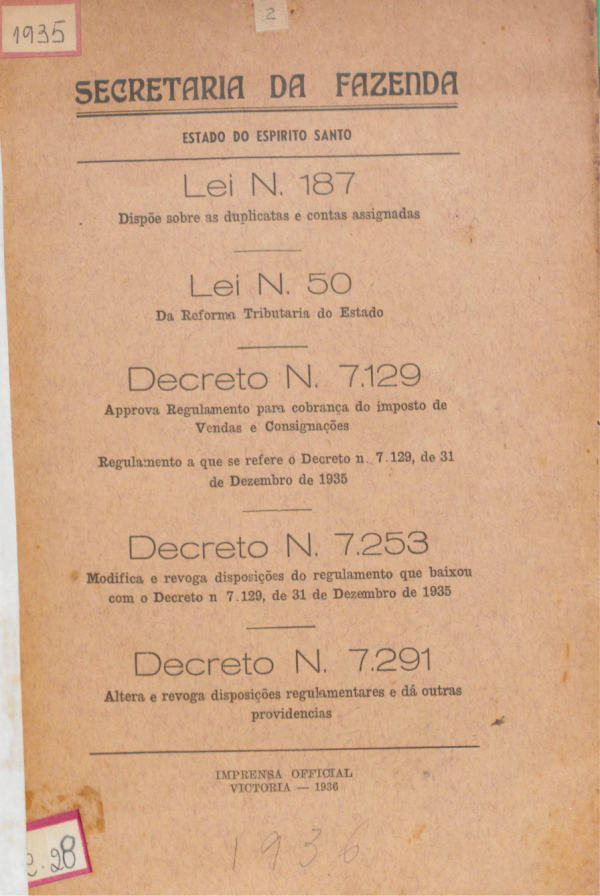 1935
2
SECRETARIA DA FAZENDA
ESTADO DO ESPIRITO SANTO
Lei N. 187
Dispõe sobre as duplicatas e contas assignadas
Lei N. 50
Da Reforma Tributaria do Estado
Decreto N. 7.129
Approva Regulamento para cobrança do imposto de
Vendas e Consignações
Regulamento a que se refere o Decreto n. 7.129, de 31
de Dezembro de 1935
Decreto N. 7.253
Modifica e revoga disposições do regulamento que baixou
com o Decreto n 7.129, de 31 de Dezembro de 1935
Decreto N. 7.291
Altera e revoga disposições regulamentares e dá outras
providencias
IMPRENSA OFFICIAL
VICTORIA — 1936
1936
2.28